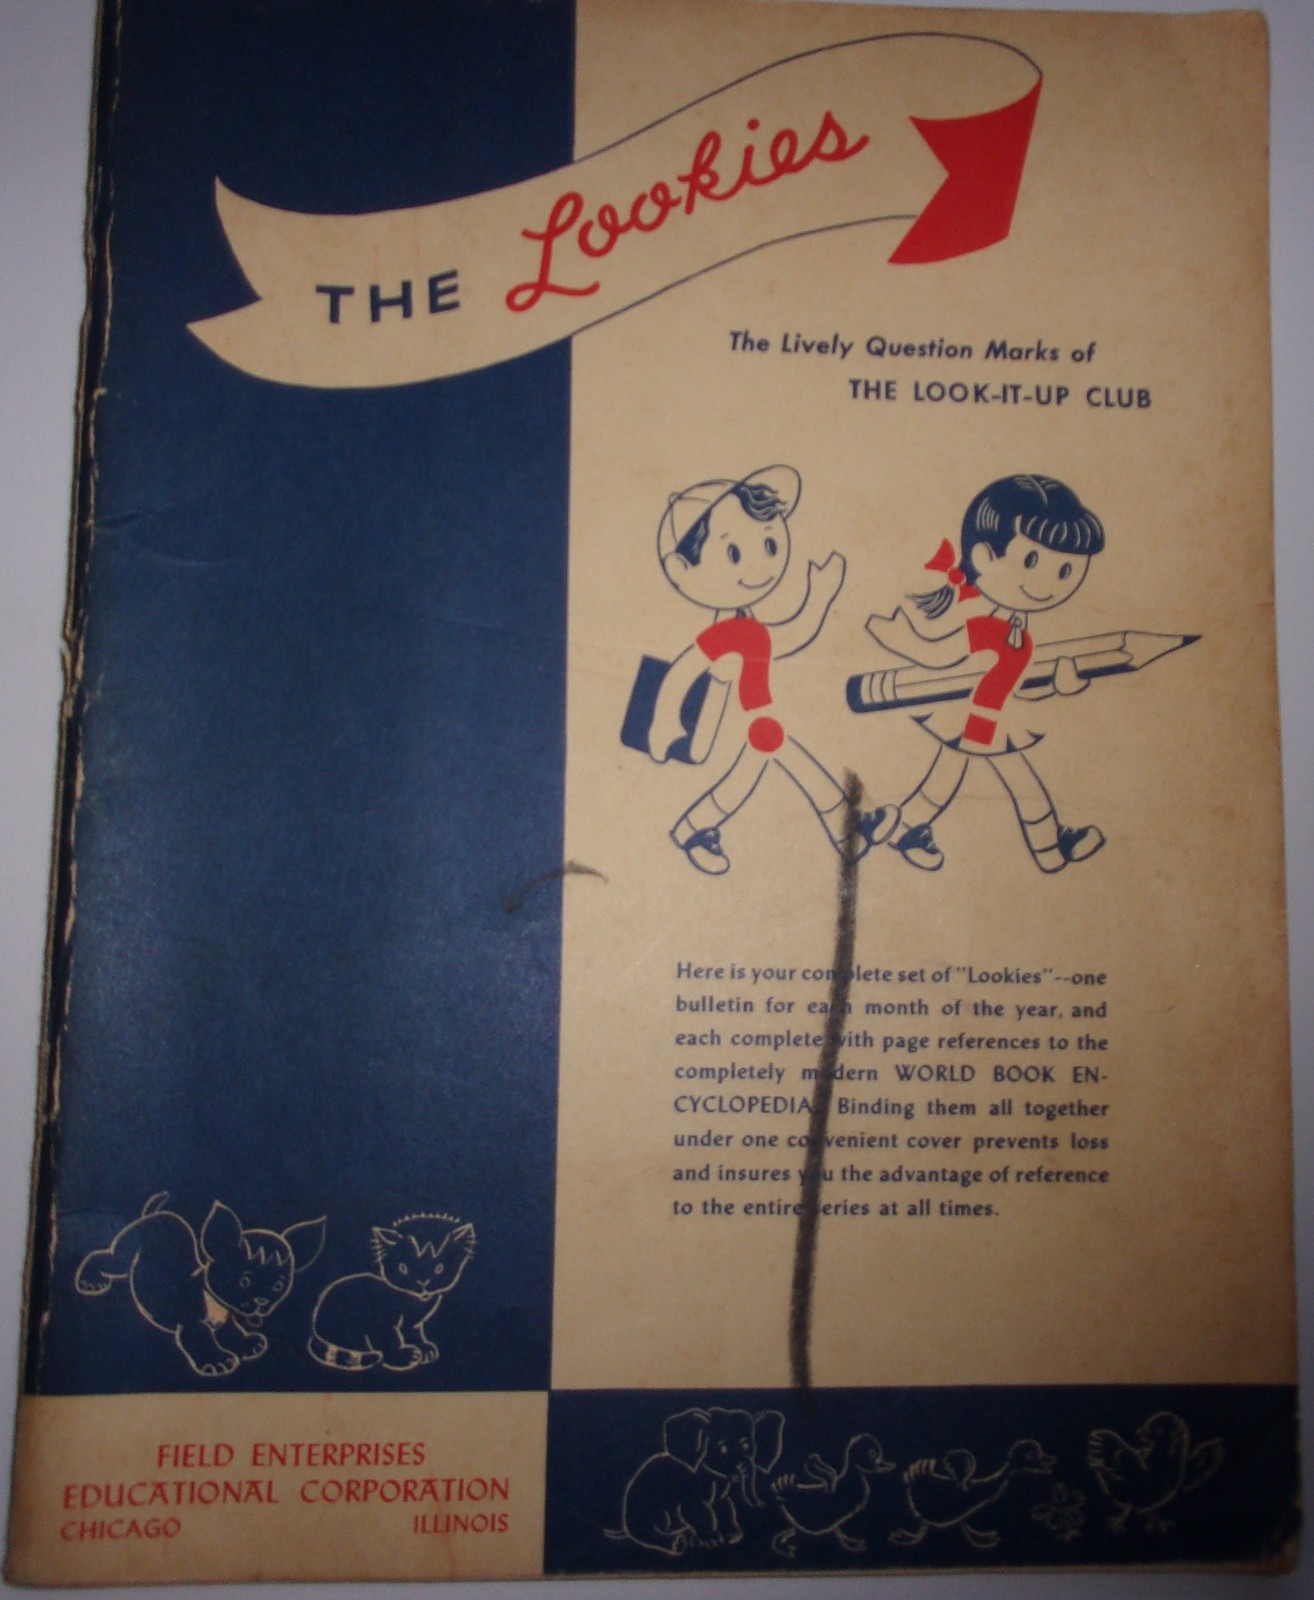 THE Lookies
The Lively Question Marks of
THE LOOK-IT-UP CLUB
Here is your complete set of "Lookies"--one
bulletin for each month of the year, and
each complete with page references to the
completely modern WORLD BOOK EN-
CYCLOPEDIA. Binding them all together
under one convenient cover prevents loss
and insures you the advantage of reference
to the entire series at all times.
FIELD ENTERPRISES
EDUCATIONAL CORPORATION
CHICAGO ILLINOIS